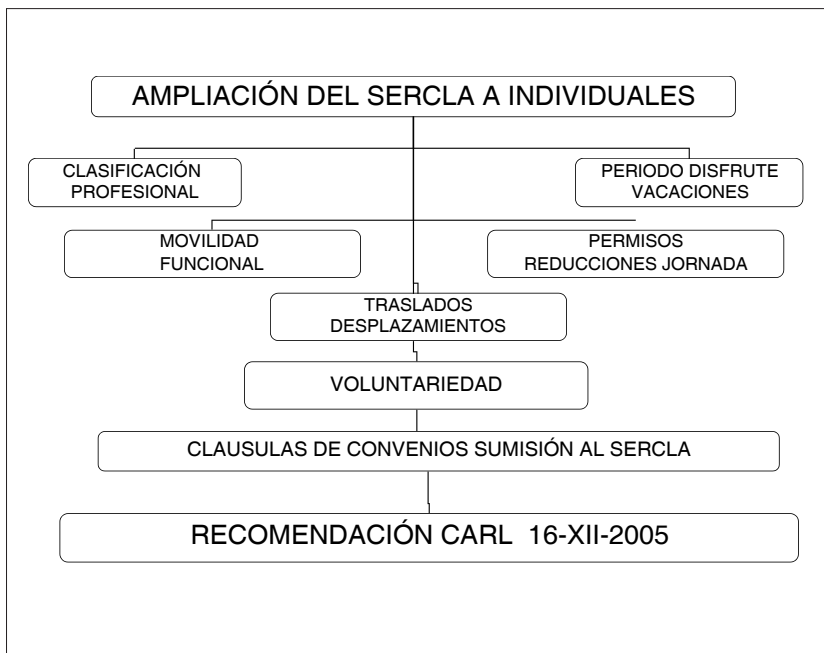 AMPLIACIÓN DEL SERCLA A INDIVIDUALES
CLASIFICACIÓN
PROFESIONAL
PERIODO DISFRUTE
VACACIONES
MOVILIDAD
FUNCIONAL
PERMISOS
REDUCCIONES JORNADA
TRASLADOS
DESPLAZAMIENTOS
VOLUNTARIEDAD
CLAUSULAS DE CONVENIOS SUMISIÓN AL SERCLA
RECOMENDACIÓN CARL 16-XII-2005